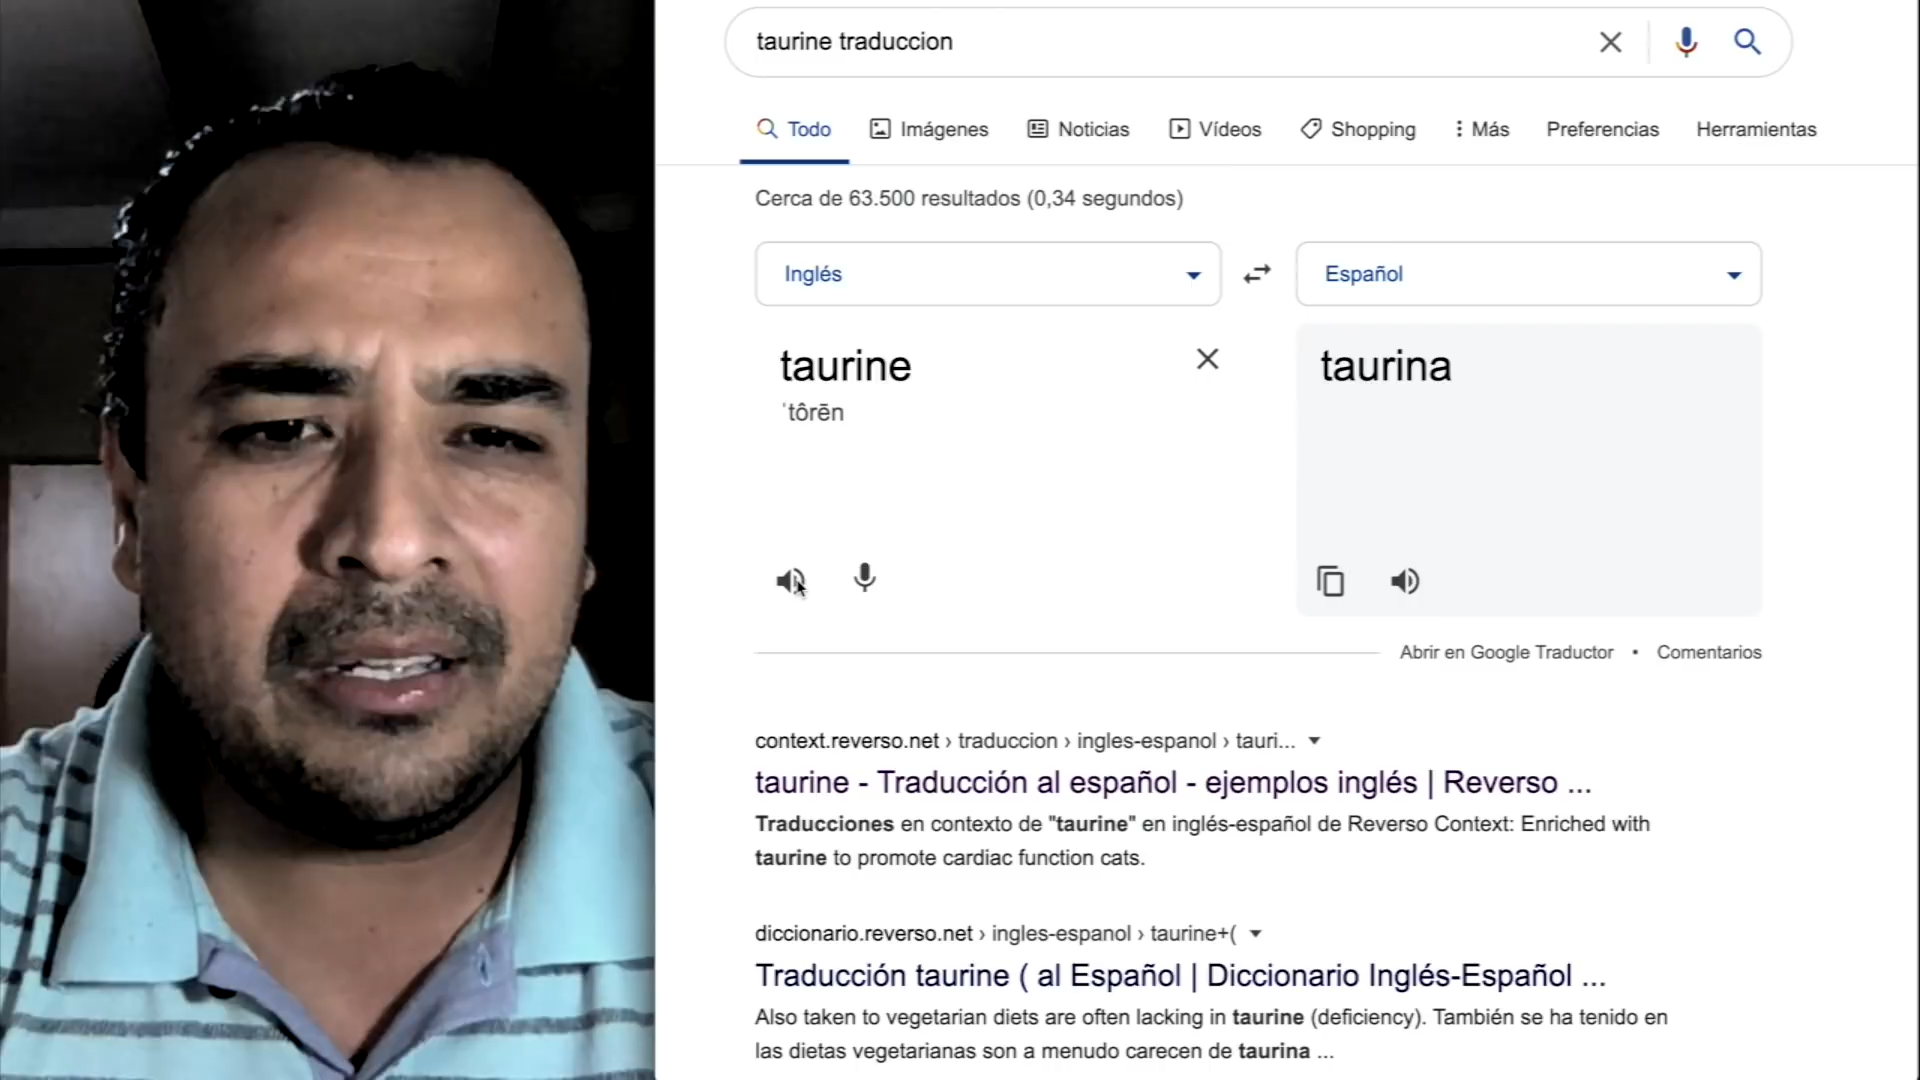 taurine traduccion
Todo Imágenes Noticias Vídeos Shopping Más Preferencias Herramientas
Cerca de 63.500 resultados (0,34 segundos)
Inglés Español
taurine taurina
ˈtôrēn
Abrir en Google Traductor • Comentarios
context.reverso.net › traduccion › ingles-espanol › tauri...
taurine - Traducción al español - ejemplos inglés | Reverso ...
Traducciones en contexto de "taurine" en inglés-español de Reverso Context: Enriched with
taurine to promote cardiac function cats.
diccionario.reverso.net › ingles-espanol › taurine+(
Traducción taurine ( al Español | Diccionario Inglés-Español ...
Also taken to vegetarian diets are often lacking in taurine (deficiency). También se ha tenido en
las dietas vegetarianas son a menudo carecen de taurina ...